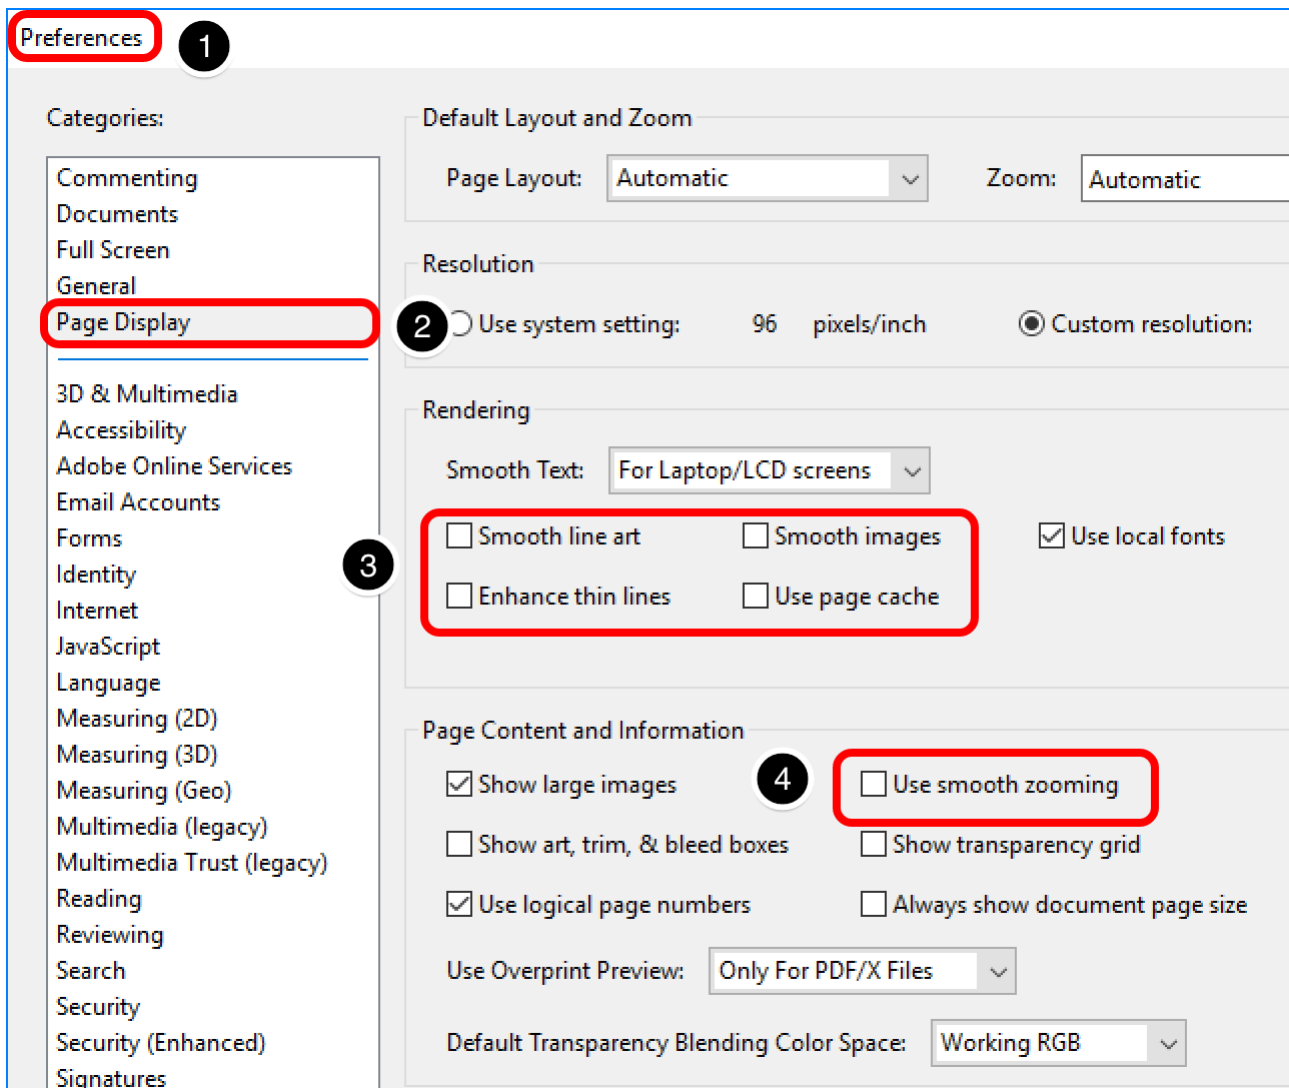 Preferences
1
Categories:
Commenting
Documents
Full Screen
General
Page Display
2
3D & Multimedia
Accessibility
Adobe Online Services
Email Accounts
Forms
Identity
Internet
JavaScript
Language
Measuring (2D)
Measuring (3D)
Measuring (Geo)
Multimedia (legacy)
Multimedia Trust (legacy)
Reading
Reviewing
Search
Security
Security (Enhanced)
Signatures
Default Layout and Zoom
Page Layout: Automatic Zoom: Automatic
Resolution
Use system setting: 96 pixels/inch Custom resolution:
Rendering
Smooth Text: For Laptop/LCD screens
3
Smooth line art Smooth images Use local fonts
Enhance thin lines Use page cache
Page Content and Information
4
Show large images Use smooth zooming
Show art, trim, & bleed boxes Show transparency grid
Use logical page numbers Always show document page size
Use Overprint Preview: Only For PDF/X Files
Default Transparency Blending Color Space: Working RGB